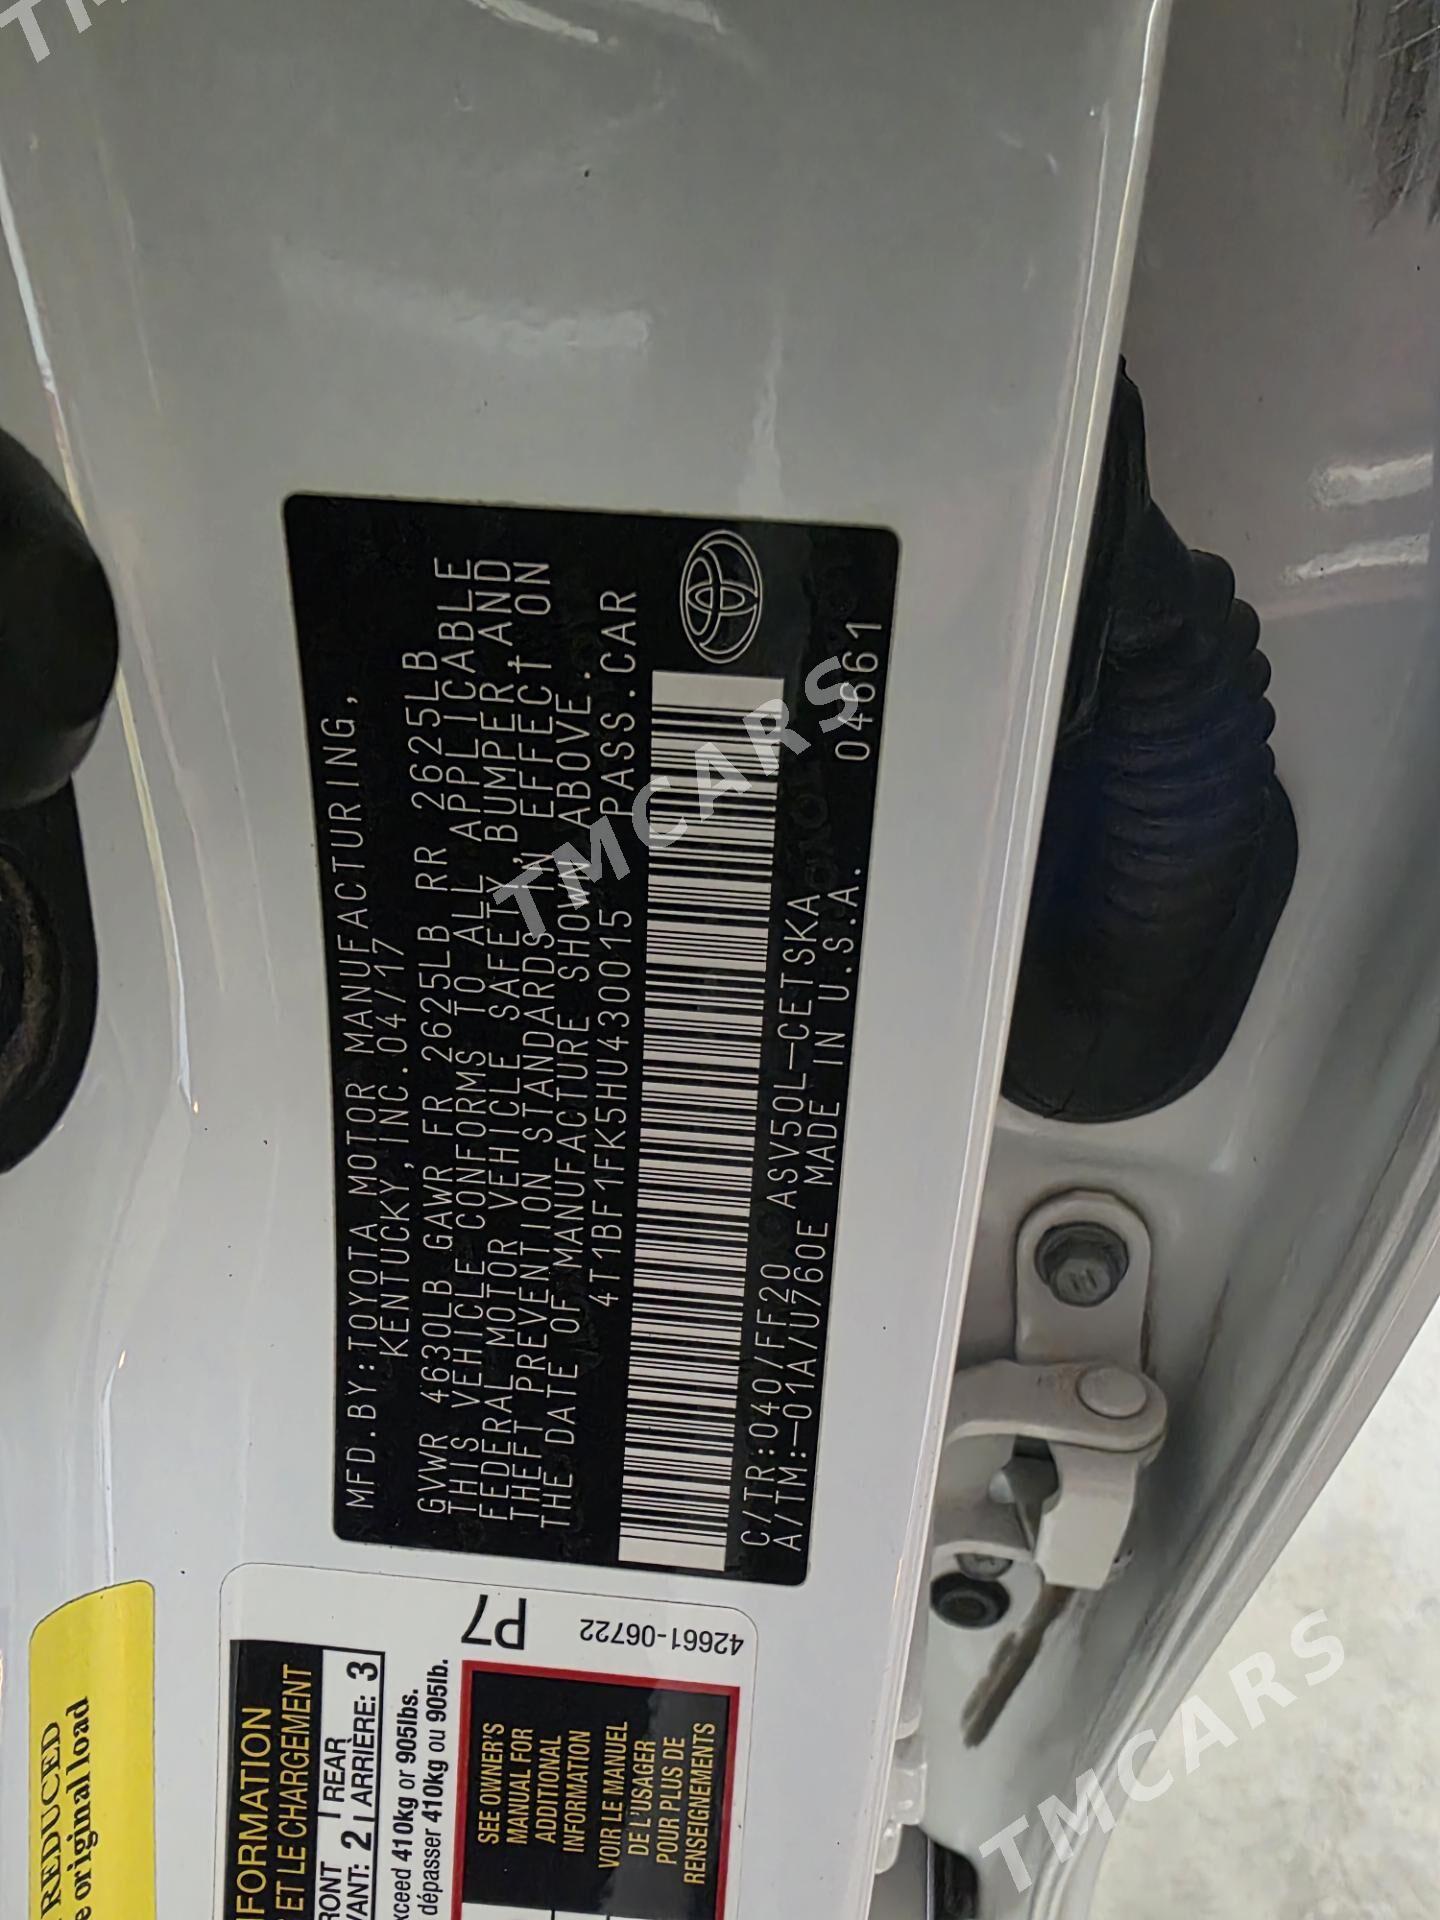 MFD.BY:TOYOTA MOTOR MANUFACTURING,
KENTUCKY,INC.04/17
GVWR 4630LB GAWR FR 2625LB RR 2625LB
THIS VEHICLE CONFORMS TO ALL APPLICABLE
FEDERAL MOTOR VEHICLE SAFETY,BUMPER,AND
THEFT PREVENTION STANDARDS IN EFFECT ON
THE DATE OF MANUFACTURE SHOWN ABOVE.
4T1BF1FK5HU430015 PASS.CAR
C/TR:040/FF20 ASV50L-CETSKA
A/TM:-01A/U760E MADE IN U.S.A. 04661
REDUCED
original load
ET LE CHARGEMENT
2 REAR
ARRIÈRE: 3
410kg or 905lbs.
dépasser 410kg ou 905lb.
P7
42661-06722
SEE OWNER'S
MANUAL FOR
ADDITIONAL
INFORMATION
VOIR LE MANUEL
DE L'USAGER
POUR PLUS DE
RENSEIGNEMENTS
TMCARS
TMCARS